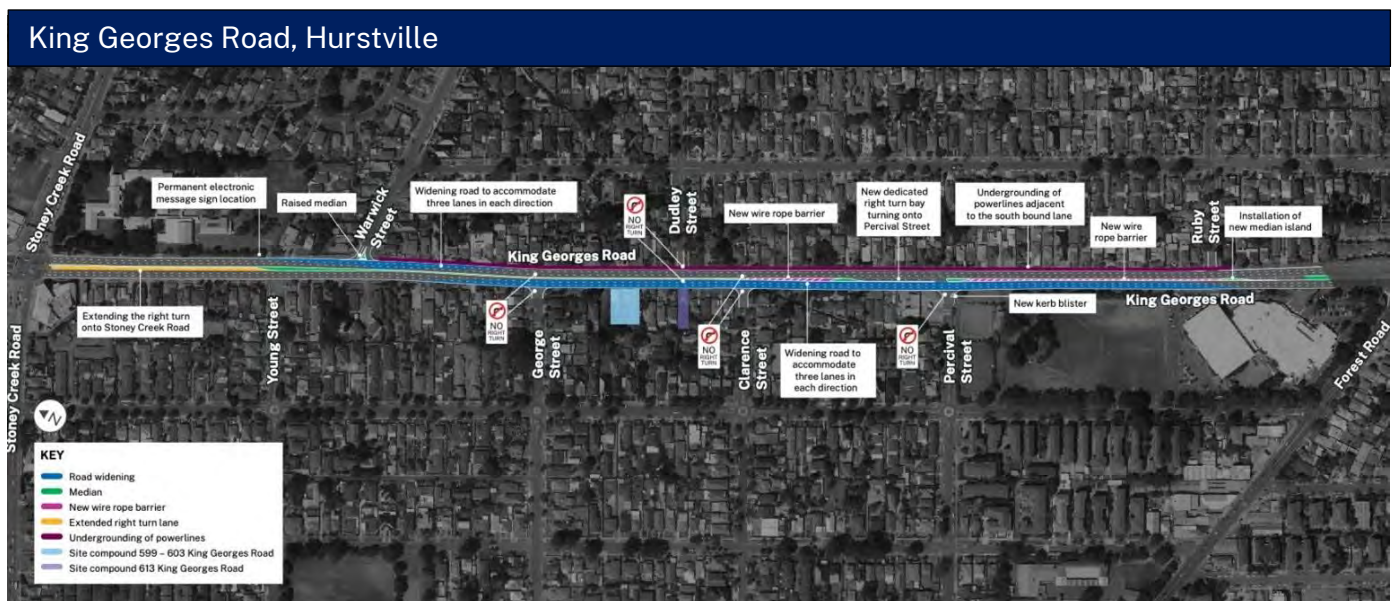 King Georges Road, Hurstville
Stoney Creek Road
Permanent electronic
message sign location
Raised median
Warwick
Street
Widening road to accommodate
three lanes in each direction
NO
RIGHT
TURN
Dudley
Street
New wire rope barrier
New dedicated
right turn bay
turning onto
Percival Street
Undergrounding of
powerlines adjacent
to the south bound lane
New wire
rope barrier
Ruby
Street
Installation of
new median island
King Georges Road
Extending the right turn
onto Stoney Creek Road
Stoney Creek Road
Young Street
NO
RIGHT
TURN
George
Street
NO
RIGHT
TURN
Clarence
Street
Widening road to
accommodate
three lanes in
each direction
NO
RIGHT
TURN
Percival
Street
New kerb blister
King Georges Road
Forest Road
N
KEY
Road widening
Median
New wire rope barrier
Extended right turn lane
Undergrounding of powerlines
Site compound 599 – 603 King Georges Road
Site compound 613 King Georges Road